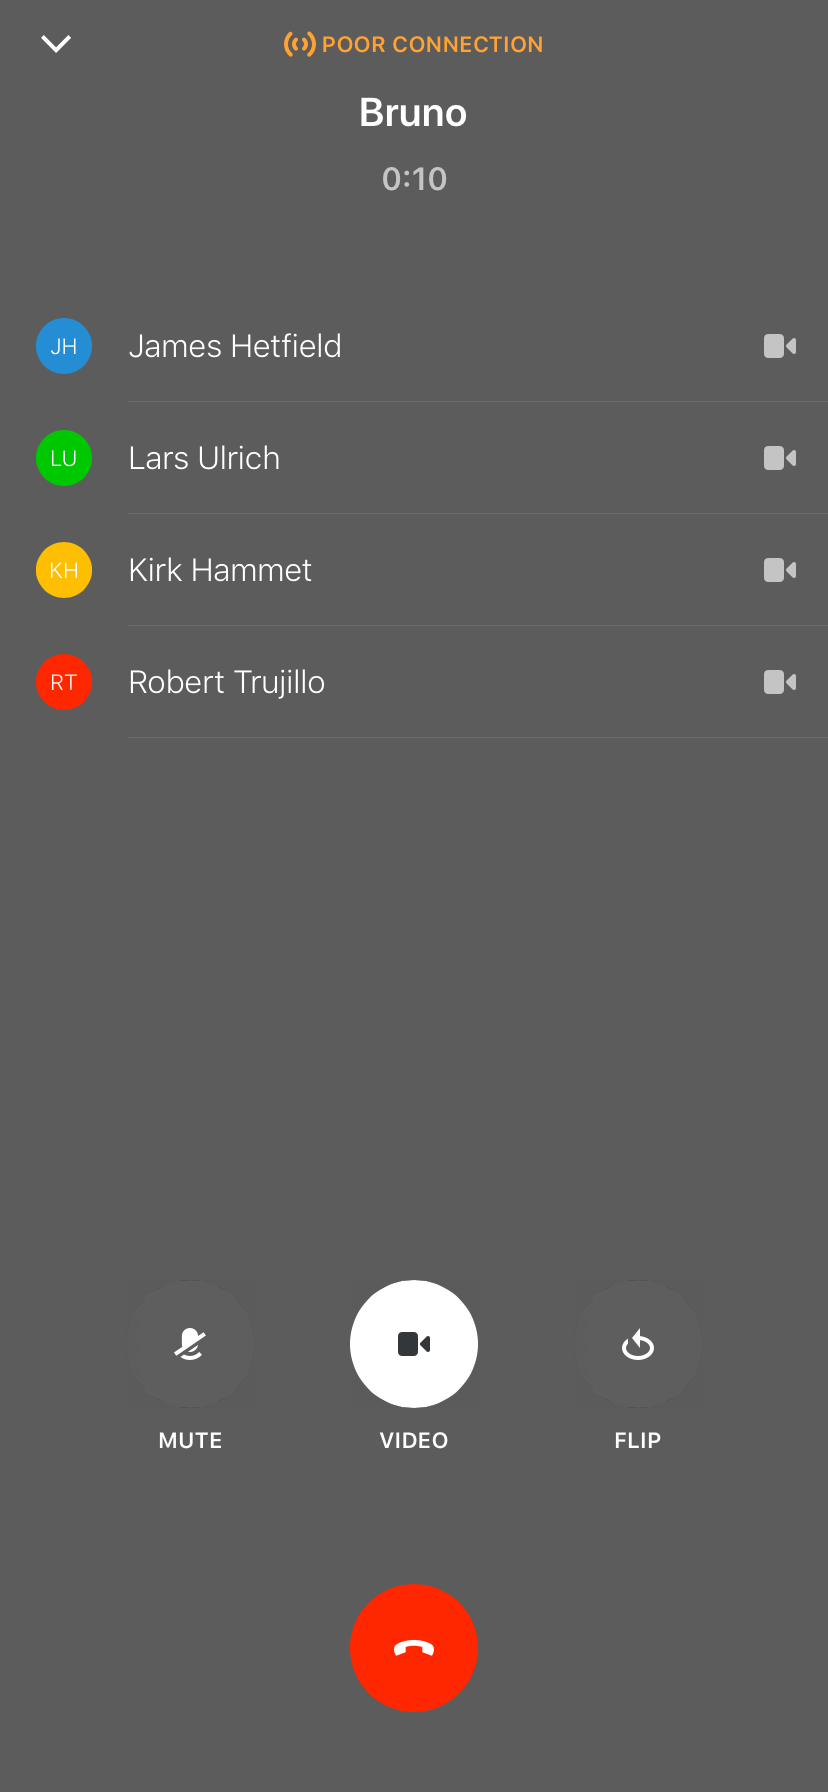 POOR CONNECTION
Bruno
0:10
JH James Hetfield
LU Lars Ulrich
KH Kirk Hammet
RT Robert Trujillo
MUTE VIDEO FLIP